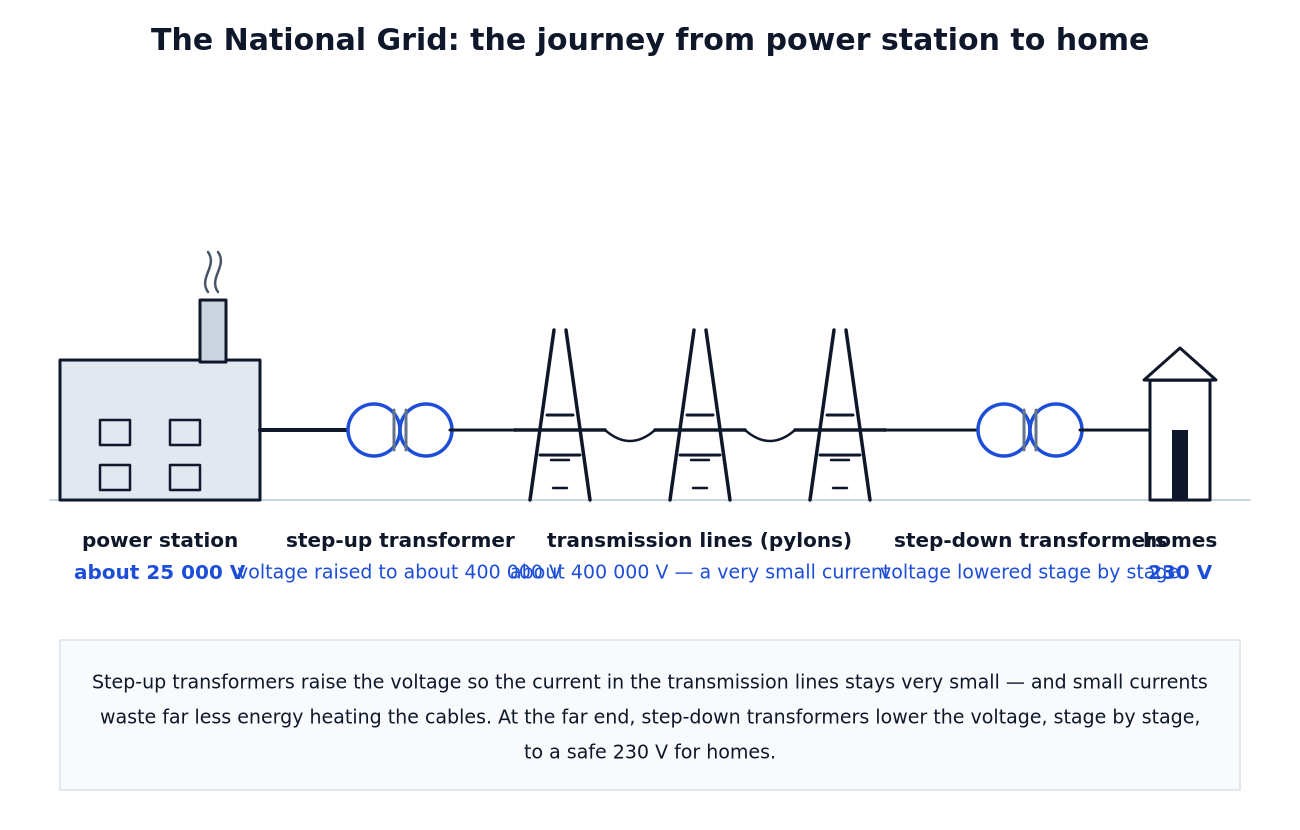 The National Grid: the journey from power station to home
power station step-up transformer transmission lines (pylons) step-down transformers homes
about 25 000 V voltage raised to about 400 000 V about 400 000 V — a very small current voltage lowered stage by stage 230 V
Step-up transformers raise the voltage so the current in the transmission lines stays very small — and small currents
waste far less energy heating the cables. At the far end, step-down transformers lower the voltage, stage by stage,
to a safe 230 V for homes.